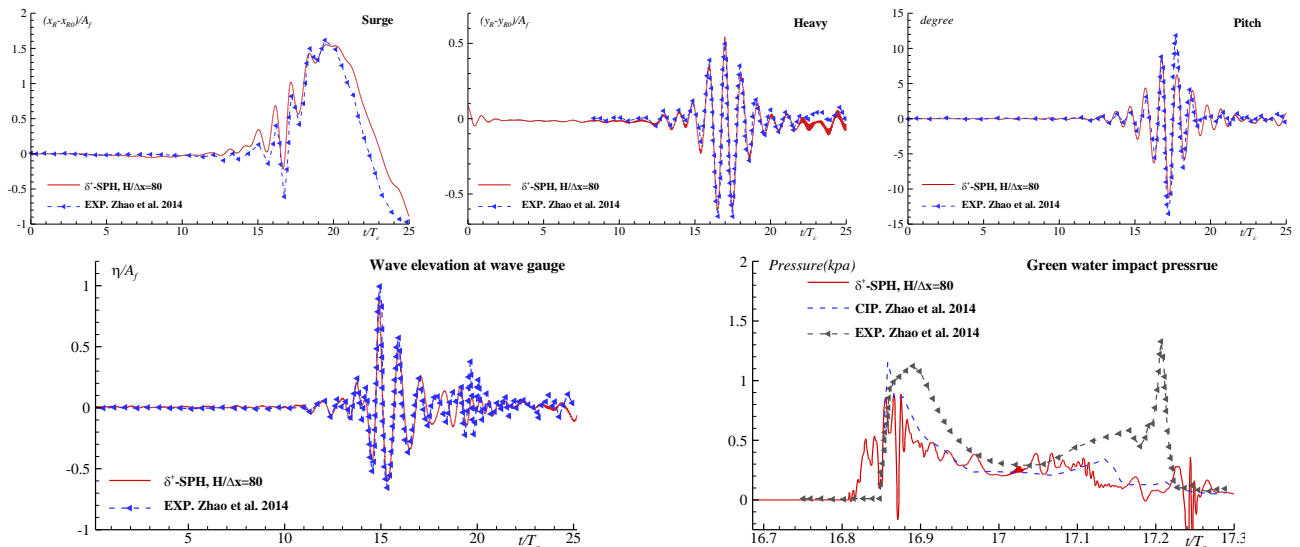 (x_R-x_R0)/A_f
Surge
2
1.5
1
0.5
0
-0.5
-1
δ⁺-SPH, H/Δx=80
EXP. Zhao et al. 2014
0 5 10 15 20 25
t/T_c
(y_R-y_R0)/A_f
Heavy
0.5
0
-0.5
δ⁺-SPH, H/Δx=80
EXP. Zhao et al. 2014
0 5 10 15 20 25
t/T_c
degree
Pitch
15
10
5
0
-5
-10
-15
δ⁺-SPH, H/Δx=80
EXP. Zhao et al. 2014
0 5 10 15 20 25
t/T_c
η/A_f
Wave elevation at wave gauge
1
0.5
0
-0.5
-1
δ⁺-SPH, H/Δx=80
EXP. Zhao et al. 2014
5 10 15 20 25
t/T_c
Pressure(kpa)
Green water impact pressrue
2
1.5
1
0.5
0
δ⁺-SPH, H/Δx=80
CIP. Zhao et al. 2014
EXP. Zhao et al. 2014
16.7 16.8 16.9 17 17.1 17.2 17.3